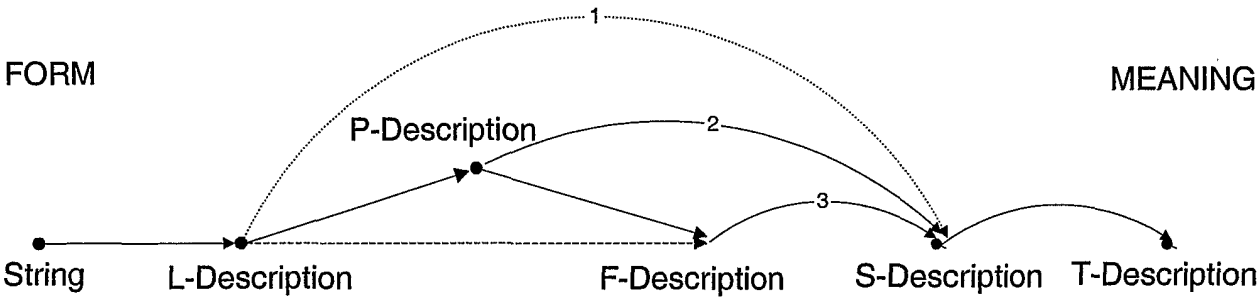 1
FORM
MEANING
P-Description
2
3
String
L-Description
F-Description
S-Description
T-Description